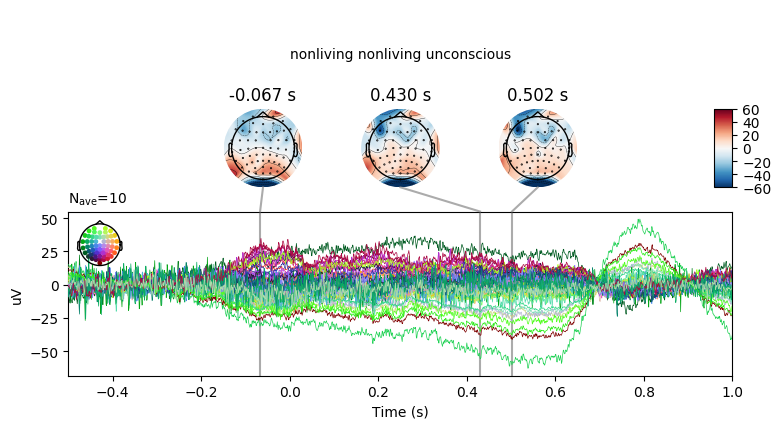 nonliving nonliving unconscious
-0.067 s 0.430 s 0.502 s
60
40
20
0
−20
−40
−60
Nave=10
50
25
0
−25
−50
uV
−0.4 −0.2 0.0 0.2 0.4 0.6 0.8 1.0
Time (s)